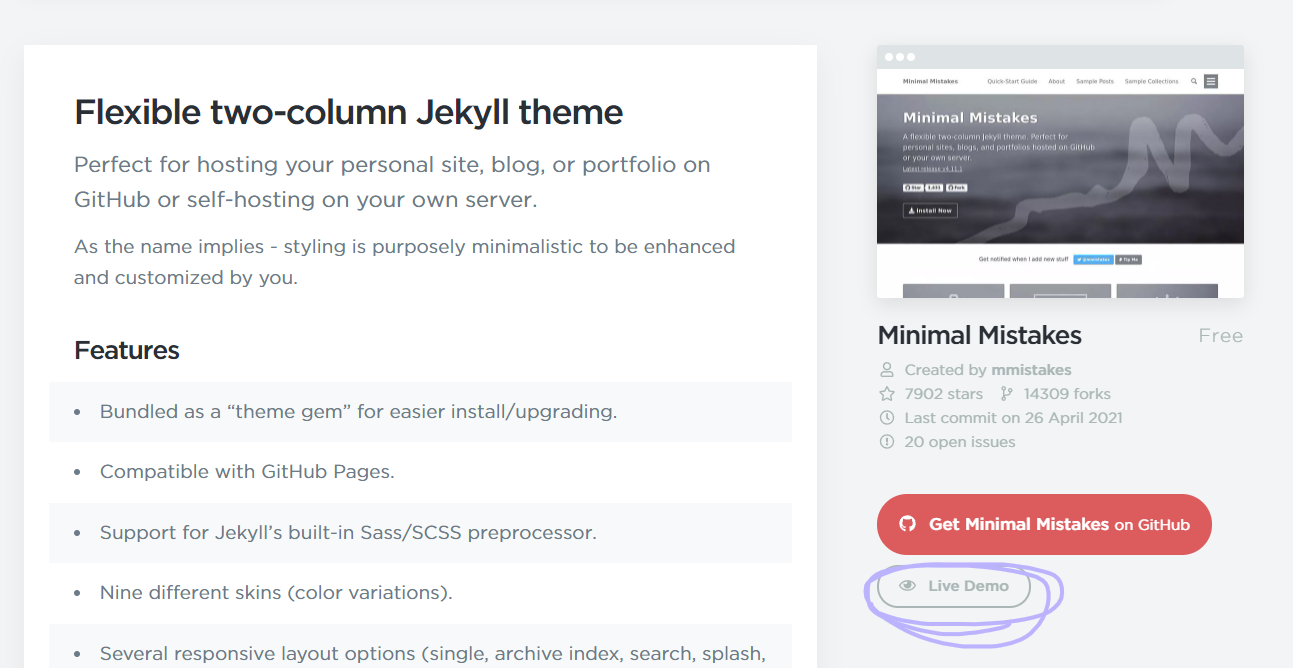 Flexible two-column Jekyll theme
Perfect for hosting your personal site, blog, or portfolio on
GitHub or self-hosting on your own server.
As the name implies - styling is purposely minimalistic to be enhanced
and customized by you.
Features
• Bundled as a “theme gem” for easier install/upgrading.
• Compatible with GitHub Pages.
• Support for Jekyll’s built-in Sass/SCSS preprocessor.
• Nine different skins (color variations).
• Several responsive layout options (single, archive index, search, splash,
Minimal Mistakes Quick-Start Guide About Sample Posts Sample Collections
Minimal Mistakes
A flexible two-column Jekyll theme. Perfect for
personal sites, blogs, and portfolios hosted on GitHub
or your own server.
Latest release v4.11.1
Star Fork
Install Now
Get notified when I add new stuff @mmistakes Tip Me
Minimal Mistakes Free
Created by mmistakes
7902 stars 14309 forks
Last commit on 26 April 2021
20 open issues
Get Minimal Mistakes on GitHub
Live Demo